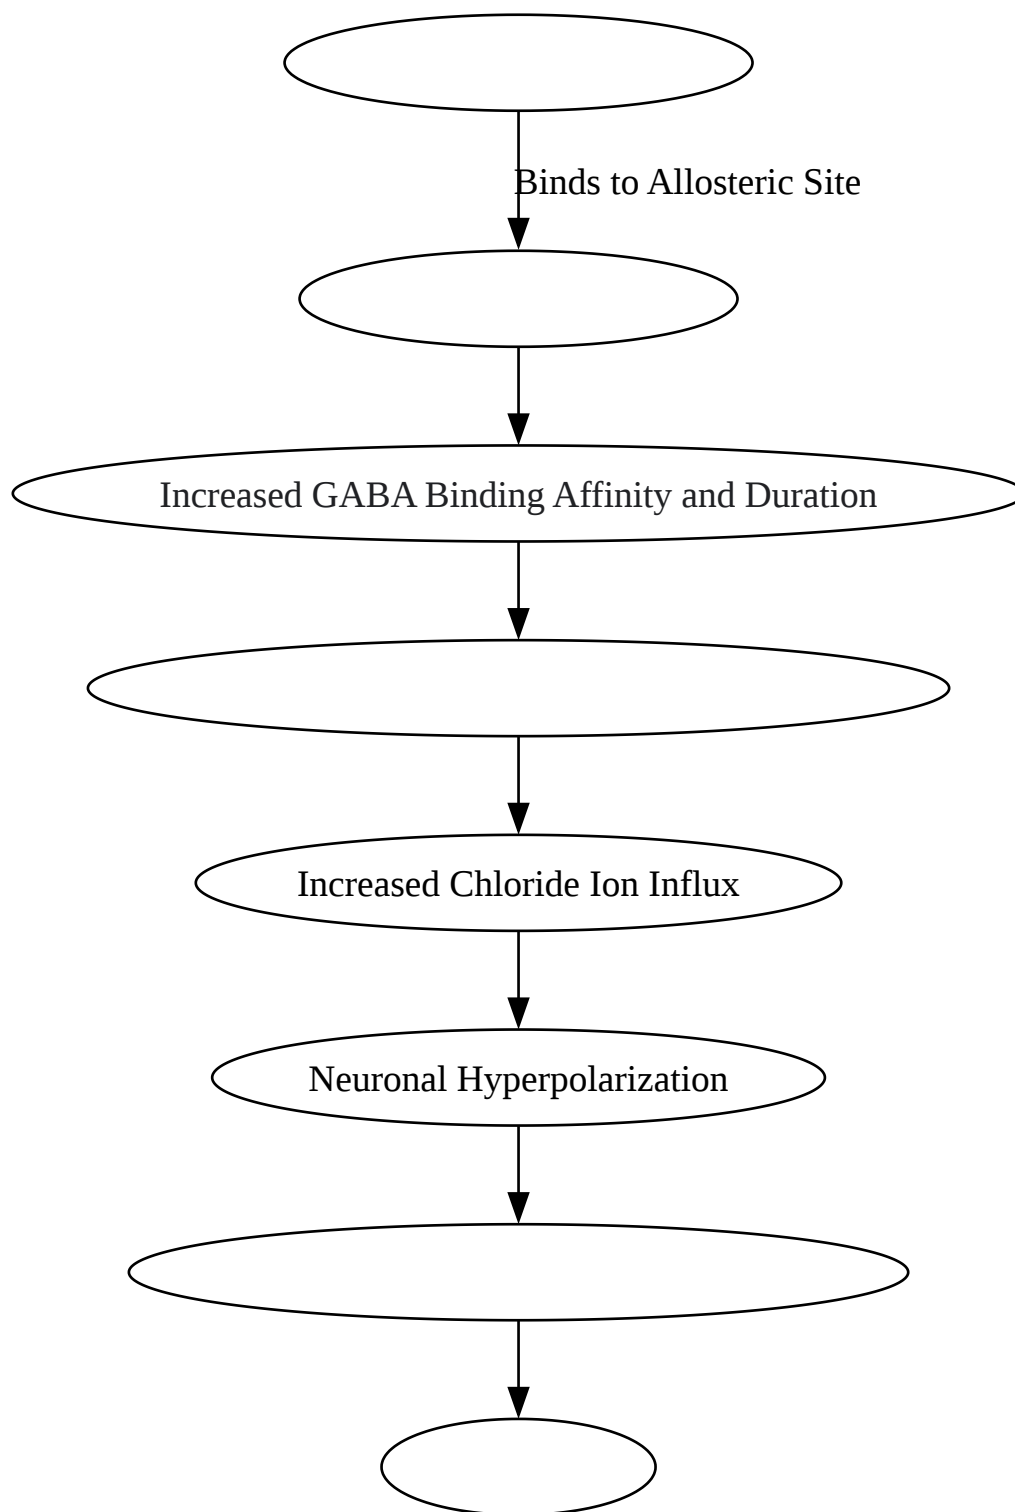 Binds to Allosteric Site
Increased GABA Binding Affinity and Duration
Increased Chloride Ion Influx
Neuronal Hyperpolarization